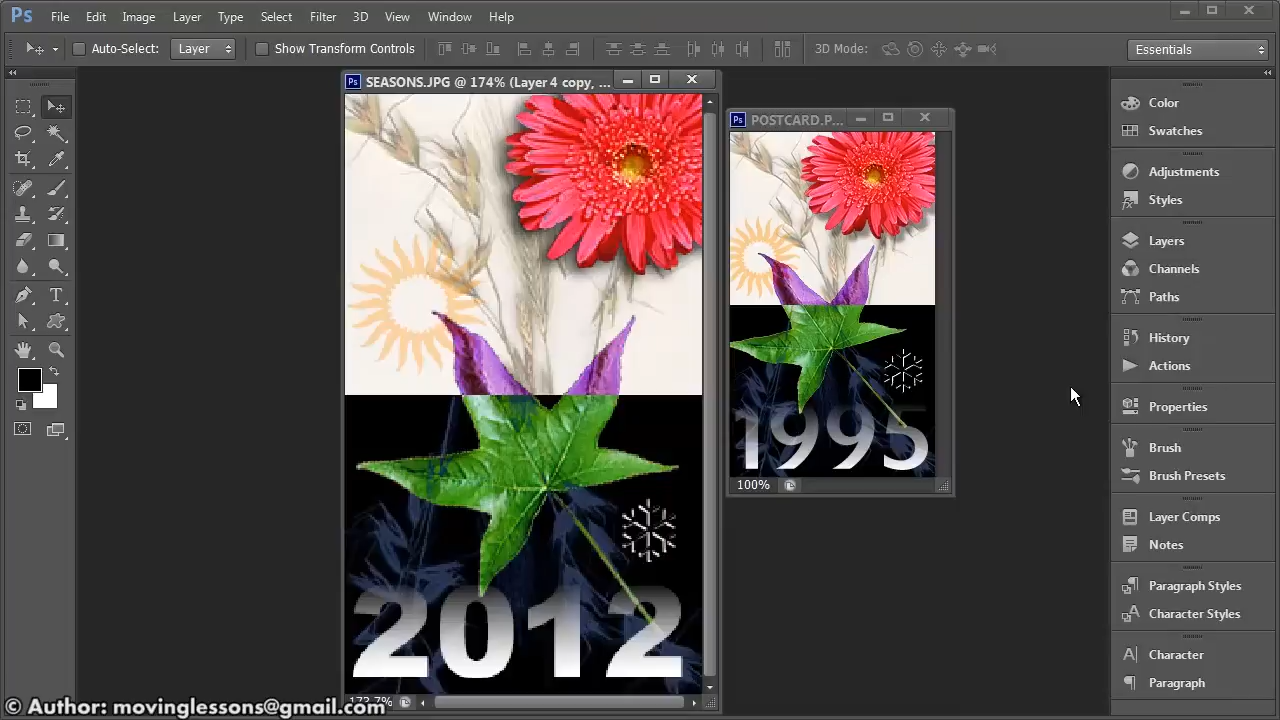 Ps File Edit Image Layer Type Select Filter 3D View Window Help
Auto-Select: Layer Show Transform Controls 3D Mode: Essentials
Ps SEASONS.JPG @ 174% (Layer 4 copy, ...
Ps POSTCARD.P...
Color
Swatches
Adjustments
Styles
Layers
Channels
Paths
History
Actions
Properties
Brush
Brush Presets
Layer Comps
Notes
Paragraph Styles
Character Styles
Character
Paragraph
1995
100%
2012
© Author: movinglessons@gmail.com